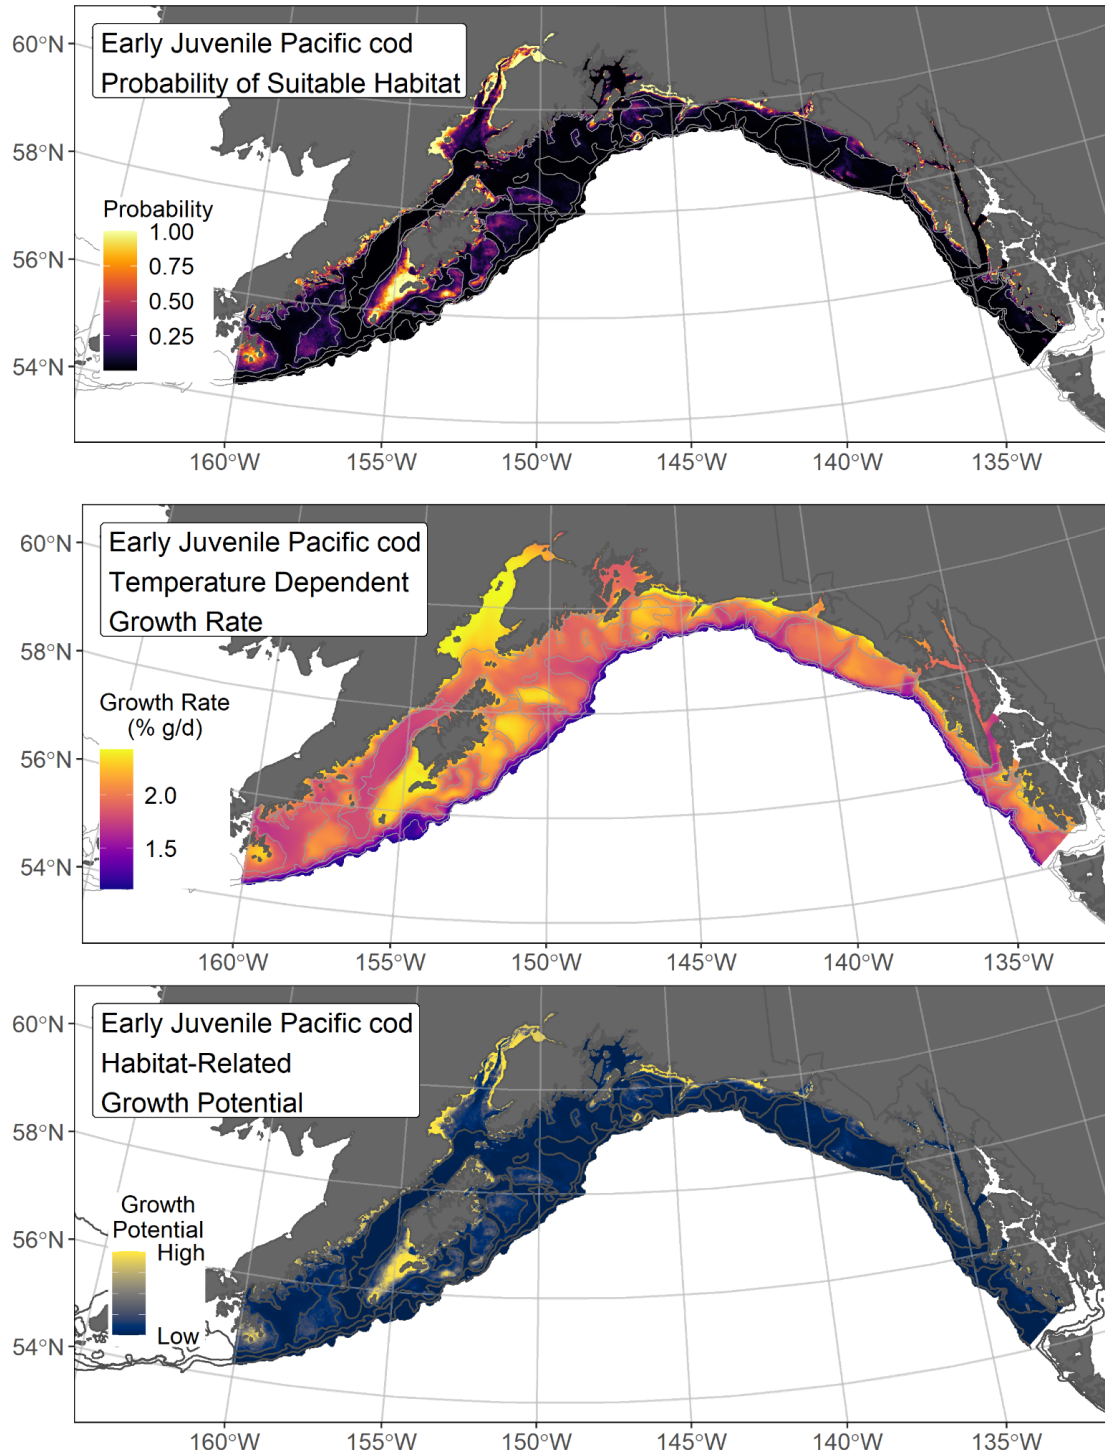 Early Juvenile Pacific cod
Probability of Suitable Habitat
60°N
58°N
56°N
54°N
Probability
1.00
0.75
0.50
0.25
160°W
155°W
150°W
145°W
140°W
135°W
Early Juvenile Pacific cod
Temperature Dependent
Growth Rate
60°N
58°N
56°N
54°N
Growth Rate
(% g/d)
2.0
1.5
160°W
155°W
150°W
145°W
140°W
135°W
Early Juvenile Pacific cod
Habitat-Related
Growth Potential
60°N
58°N
56°N
54°N
Growth
Potential
High
Low
160°W
155°W
150°W
145°W
140°W
135°W